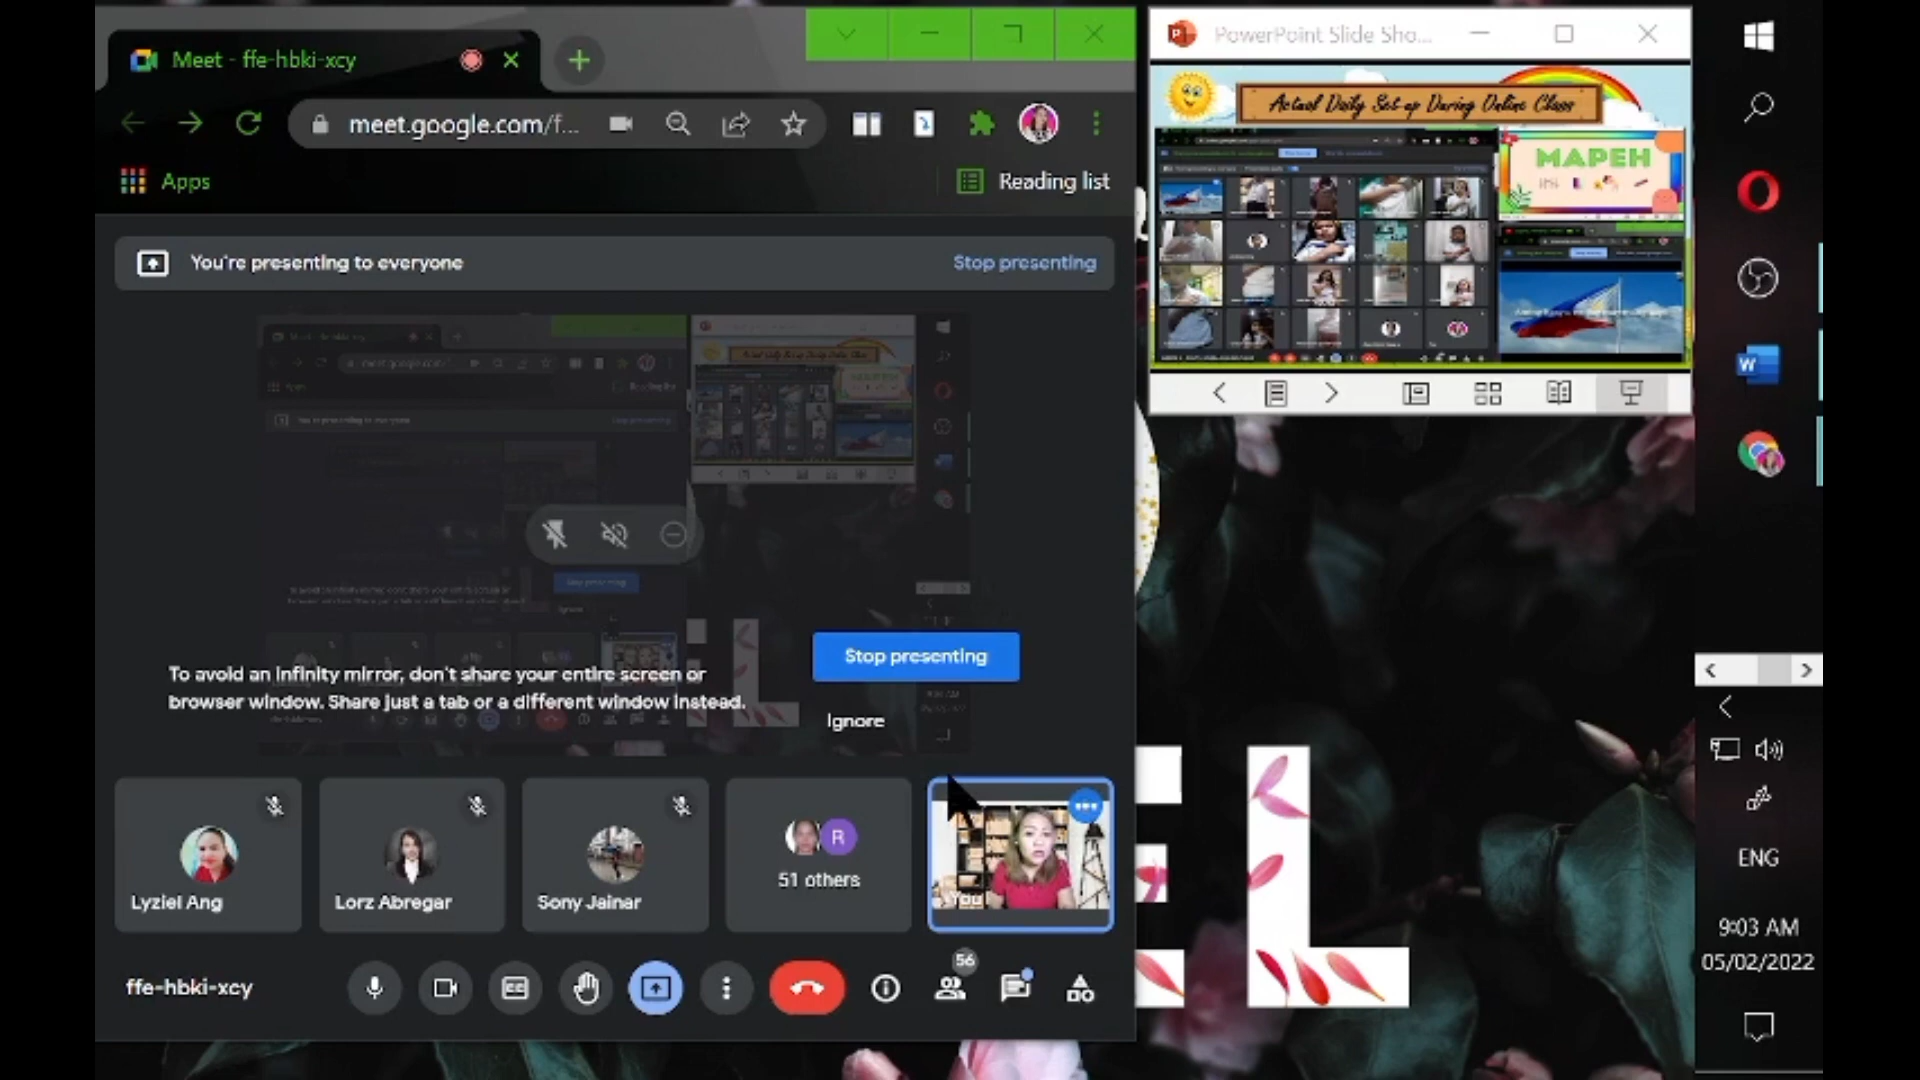 Meet - ffe-hbki-xcy
meet.google.com/f...
Apps
Reading list
You're presenting to everyone
Stop presenting
To avoid an infinity mirror, don't share your entire screen or
browser window. Share just a tab or a different window instead.
Stop presenting
Ignore
Lyziel Ang
Lorz Abregar
Sony Jainar
R
51 others
You
ffe-hbki-xcy
56
PowerPoint Slide Sho...
Actual Daily Set-up During Online Class
MAPEH
L
ENG
9:03 AM
05/02/2022